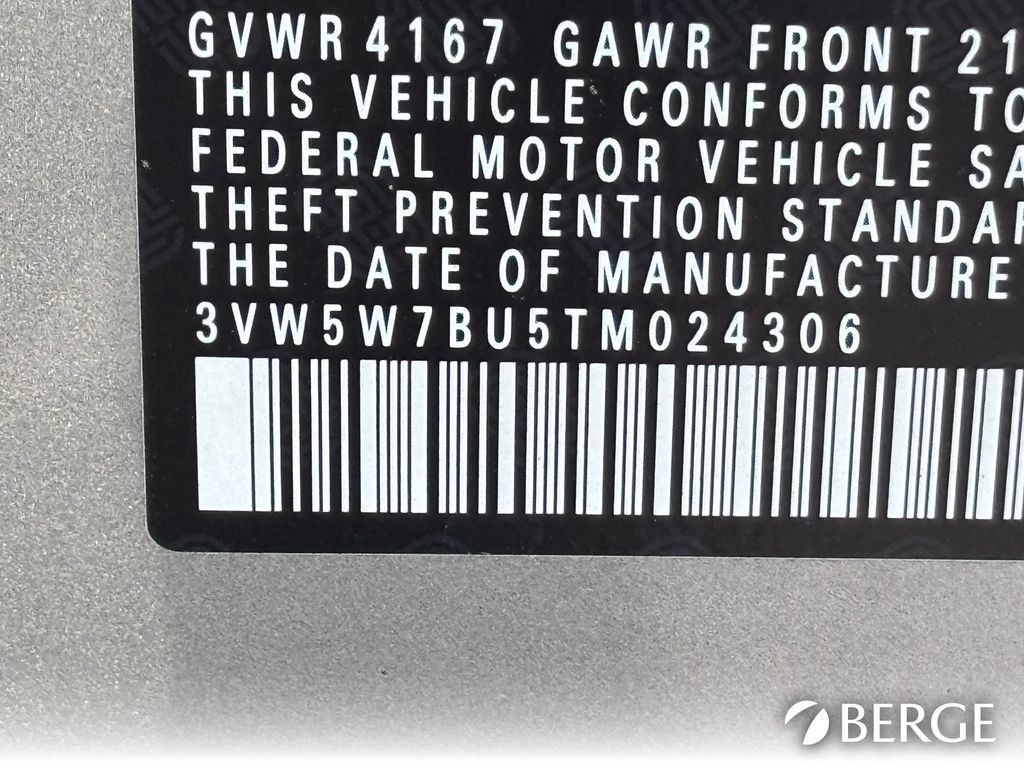 GVWR 4167 GAWR FRONT 21
THIS VEHICLE CONFORMS TO
FEDERAL MOTOR VEHICLE SA
THEFT PREVENTION STANDAR
THE DATE OF MANUFACTURE
3VW5W7BU5TM024306
BERGE